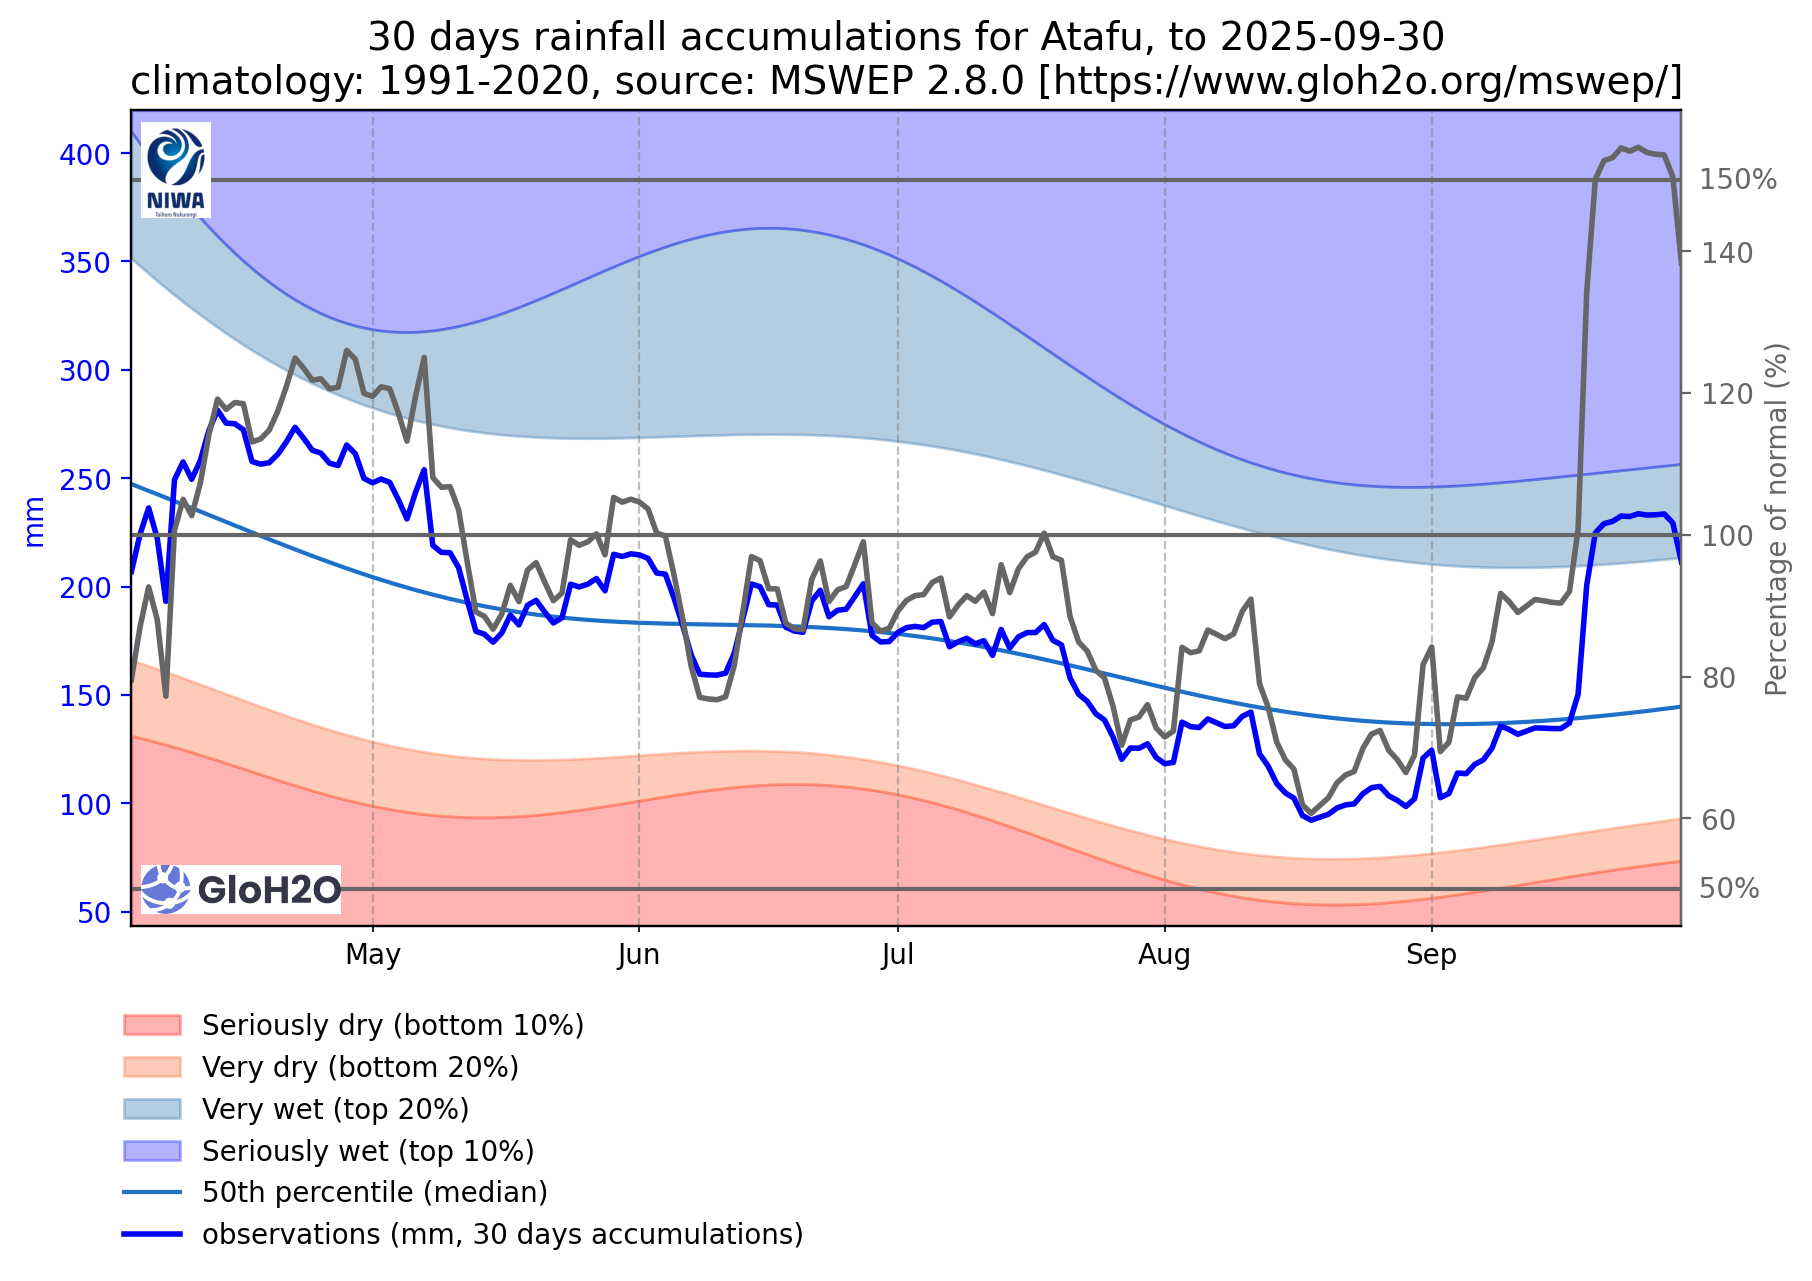 30 days rainfall accumulations for Atafu, to 2025-09-30
climatology: 1991-2020, source: MSWEP 2.8.0 [https://www.gloh2o.org/mswep/]
NIWA
Taihoro Nukurangi
400
350
300
250
200
150
100
50
mm
150%
140
120
100
80
60
50%
Percentage of normal (%)
GloH2O
May
Jun
Jul
Aug
Sep
Seriously dry (bottom 10%)
Very dry (bottom 20%)
Very wet (top 20%)
Seriously wet (top 10%)
50th percentile (median)
observations (mm, 30 days accumulations)